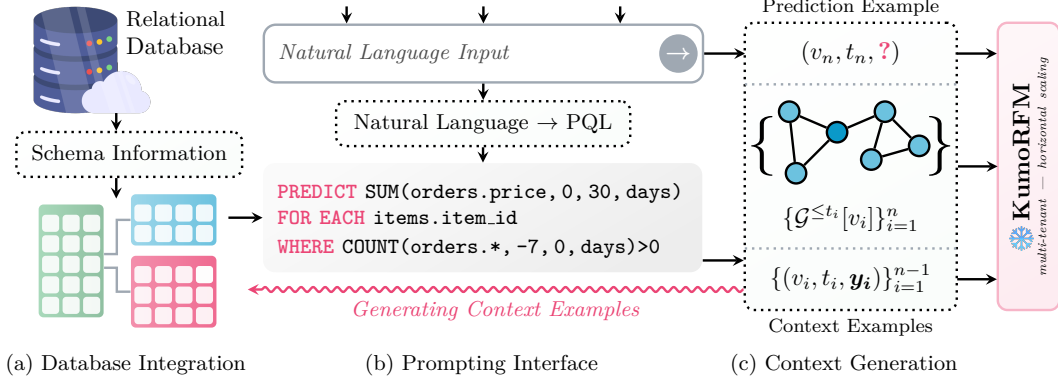 Relational
Database
Schema Information
(a) Database Integration
Natural Language Input
Natural Language → PQL
PREDICT SUM(orders.price, 0, 30, days)
FOR EACH items.item_id
WHERE COUNT(orders.*, -7, 0, days)>0
Generating Context Examples
(b) Prompting Interface
Prediction Example
(vₙ, tₙ, ?)
{𝒢^{≤t_i}[v_i]}_{i=1}^{n}
{(v_i, t_i, y_i)}_{i=1}^{n-1}
Context Examples
(c) Context Generation
KumoRFM
multi-tenant — horizontal scaling